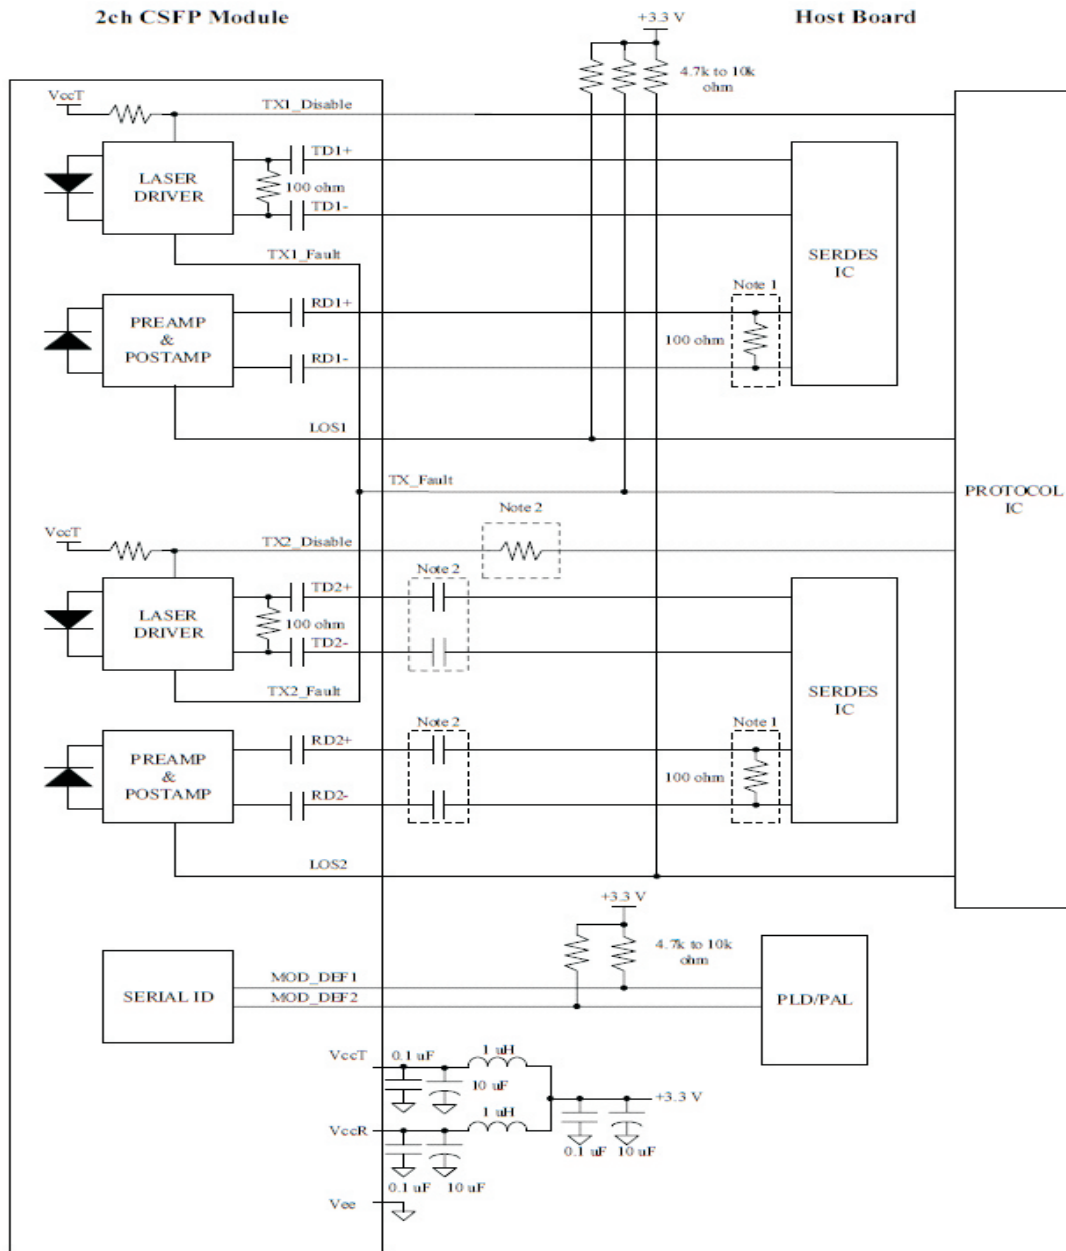 2ch CSFP Module
Host Board
+3.3 V
4.7k to 10k
ohm
VccT
TX1_Disable
LASER
DRIVER
TD1+
100 ohm
TD1-
TX1_Fault
SERDES
IC
PREAMP
&
POSTAMP
RD1+
RD1-
Note 1
100 ohm
LOS1
TX_Fault
PROTOCOL
IC
Note 2
VccT
TX2_Disable
Note 2
LASER
DRIVER
TD2+
100 ohm
TD2-
TX2_Fault
SERDES
IC
Note 2
Note 1
PREAMP
&
POSTAMP
RD2+
RD2-
100 ohm
LOS2
+3.3 V
4.7k to 10k
ohm
SERIAL ID
MOD_DEF1
MOD_DEF2
PLD/PAL
VccT
0.1 uF
1 uH
10 uF
+3.3 V
1 uH
VccR
0.1 uF
10 uF
0.1 uF
10 uF
Vee